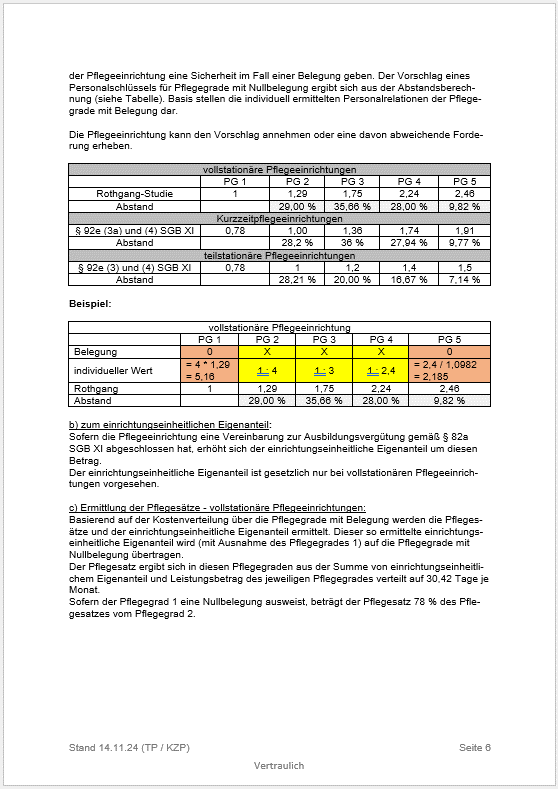 der Pflegeeinrichtung eine Sicherheit im Fall einer Belegung geben. Der Vorschlag eines
Personalschlüssels für Pflegegrade mit Nullbelegung ergibt sich aus der Abstandsberech-
nung (siehe Tabelle). Basis stellen die individuell ermittelten Personalrelationen der Pflege-
grade mit Belegung dar.
Die Pflegeeinrichtung kann den Vorschlag annehmen oder eine davon abweichende Forde-
rung erheben.
vollstationäre Pflegeeinrichtungen
PG 1 PG 2 PG 3 PG 4 PG 5
Rothgang-Studie 1 1,29 1,75 2,24 2,46
Abstand 29,00 % 35,66 % 28,00 % 9,82 %
Kurzzeitpflegeeinrichtungen
§ 92e (3a) und (4) SGB XI 0,78 1,00 1,36 1,74 1,91
Abstand 28,2 % 36 % 27,94 % 9,77 %
teilstationäre Pflegeeinrichtungen
§ 92e (3) und (4) SGB XI 0,78 1 1,2 1,4 1,5
Abstand 28,21 % 20,00 % 16,67 % 7,14 %
Beispiel:
vollstationäre Pflegeeinrichtung
PG 1 PG 2 PG 3 PG 4 PG 5
Belegung 0 X X X 0
individueller Wert = 4 * 1,29 = 5,16 1 : 4 1 : 3 1 : 2,4 = 2,4 / 1,0982 = 2,185
Rothgang 1 1,29 1,75 2,24 2,46
Abstand 29,00 % 35,66 % 28,00 % 9,82 %
b) zum einrichtungseinheitlichen Eigenanteil:
Sofern die Pflegeeinrichtung eine Vereinbarung zur Ausbildungsvergütung gemäß § 82a
SGB XI abgeschlossen hat, erhöht sich der einrichtungseinheitliche Eigenanteil um diesen
Betrag.
Der einrichtungseinheitliche Eigenanteil ist gesetzlich nur bei vollstationären Pflegeeinrich-
tungen vorgesehen.
c) Ermittlung der Pflegesätze - vollstationäre Pflegeeinrichtungen:
Basierend auf der Kostenverteilung über die Pflegegrade mit Belegung werden die Pfleges-
ätze und der einrichtungseinheitliche Eigenanteil ermittelt. Dieser so ermittelte einrichtungs-
einheitliche Eigenanteil wird (mit Ausnahme des Pflegegrades 1) auf die Pflegegrade mit
Nullbelegung übertragen.
Der Pflegesatz ergibt sich in diesen Pflegegraden aus der Summe von einrichtungseinheitli-
chem Eigenanteil und Leistungsbetrag des jeweiligen Pflegegrades verteilt auf 30,42 Tage je
Monat.
Sofern der Pflegegrad 1 eine Nullbelegung ausweist, beträgt der Pflegesatz 78 % des Pfle-
gesatzes vom Pflegegrad 2.
Stand 14.11.24 (TP / KZP) Seite 6
Vertraulich